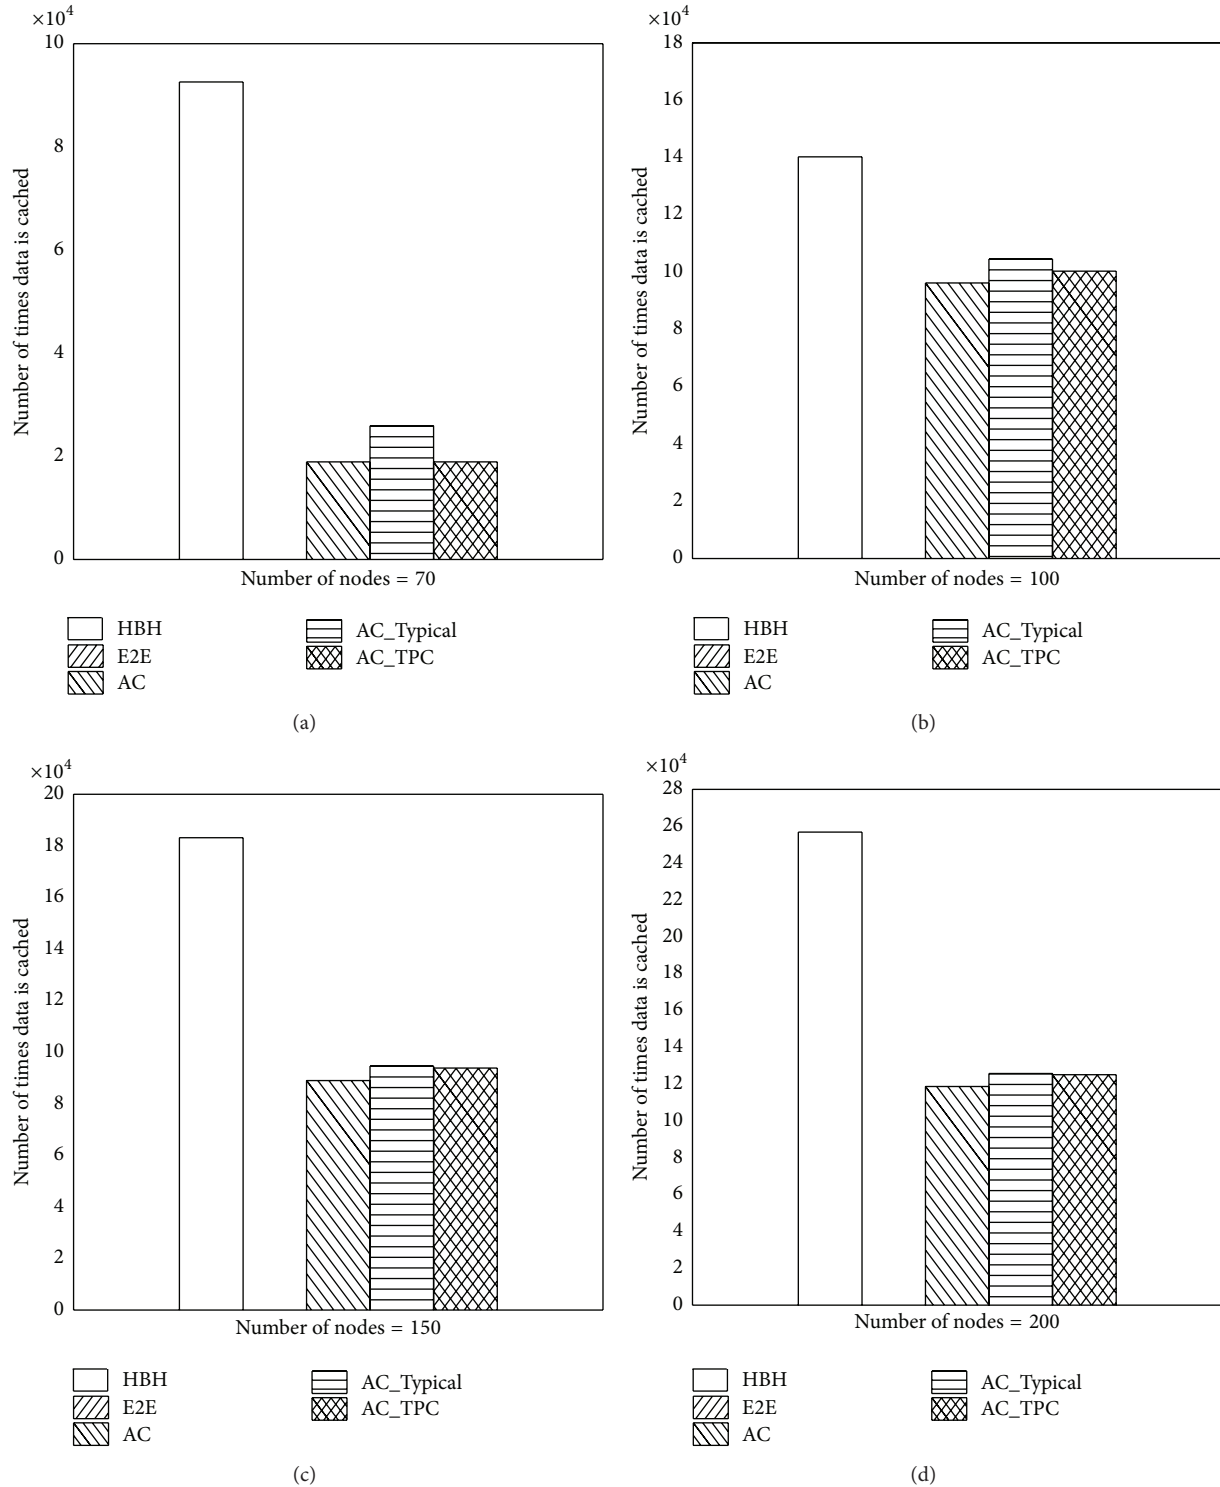 ×10⁴
10
8
6
4
2
0
Number of times data is cached
Number of nodes = 70
HBH
E2E
AC
AC_Typical
AC_TPC
(a)
×10⁴
18
16
14
12
10
8
6
4
2
0
Number of times data is cached
Number of nodes = 100
HBH
E2E
AC
AC_Typical
AC_TPC
(b)
×10⁴
20
18
16
14
12
10
8
6
4
2
0
Number of times data is cached
Number of nodes = 150
HBH
E2E
AC
AC_Typical
AC_TPC
(c)
×10⁴
28
26
24
22
20
18
16
14
12
10
8
6
4
2
0
Number of times data is cached
Number of nodes = 200
HBH
E2E
AC
AC_Typical
AC_TPC
(d)